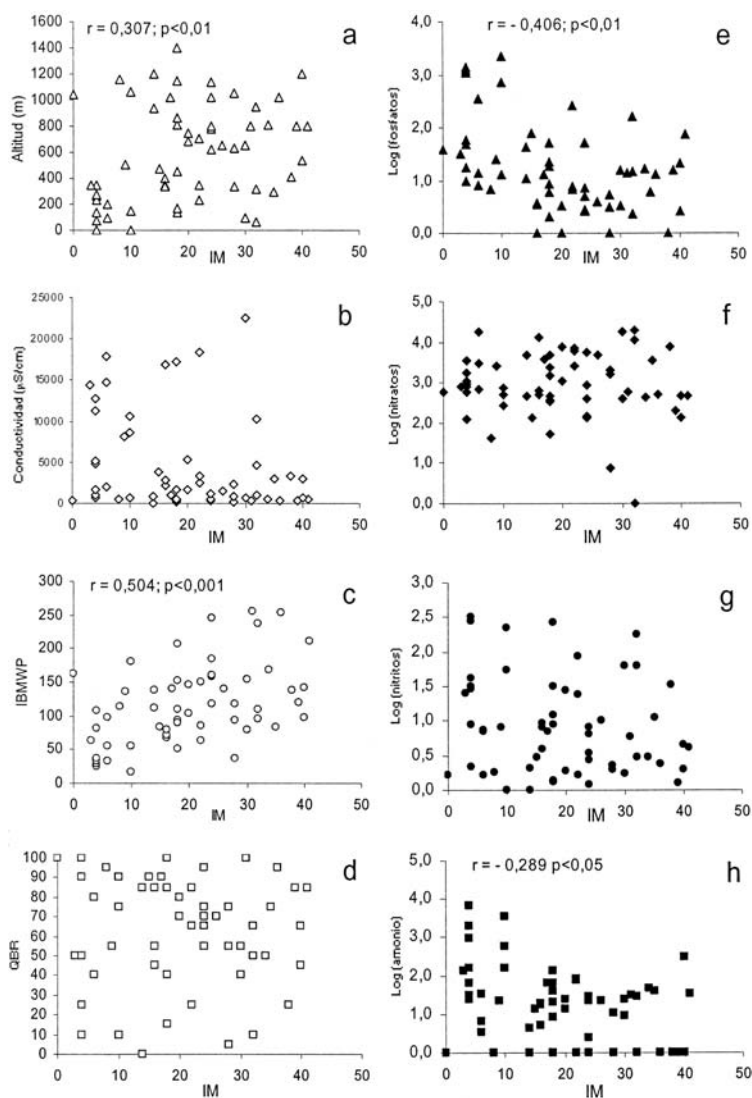 r = 0,307; p<0,01
a
Altitud (m)
1600
1400
1200
1000
800
600
400
200
0
0 10 20 30 40 50
IM
r = - 0,406; p<0,01
e
Log (fosfatos)
4,0
3,0
2,0
1,0
0,0
0 10 20 30 40 50
IM
b
Conductividad (µS/cm)
25000
20000
15000
10000
5000
0
0 10 20 30 40 50
IM
f
Log (nitratos)
5,0
4,0
3,0
2,0
1,0
0,0
0 10 20 30 40 50
IM
r = 0,504; p<0,001
c
IBMWP
300
250
200
150
100
50
0
0 10 20 30 40 50
IM
g
Log (nitritos)
3,0
2,5
2,0
1,5
1,0
0,5
0,0
0 10 20 30 40 50
IM
d
QBR
100
90
80
70
60
50
40
30
20
10
0
0 10 20 30 40 50
IM
r = - 0,289 p<0,05
h
Log (amonio)
5,0
4,0
3,0
2,0
1,0
0,0
0 10 20 30 40 50
IM